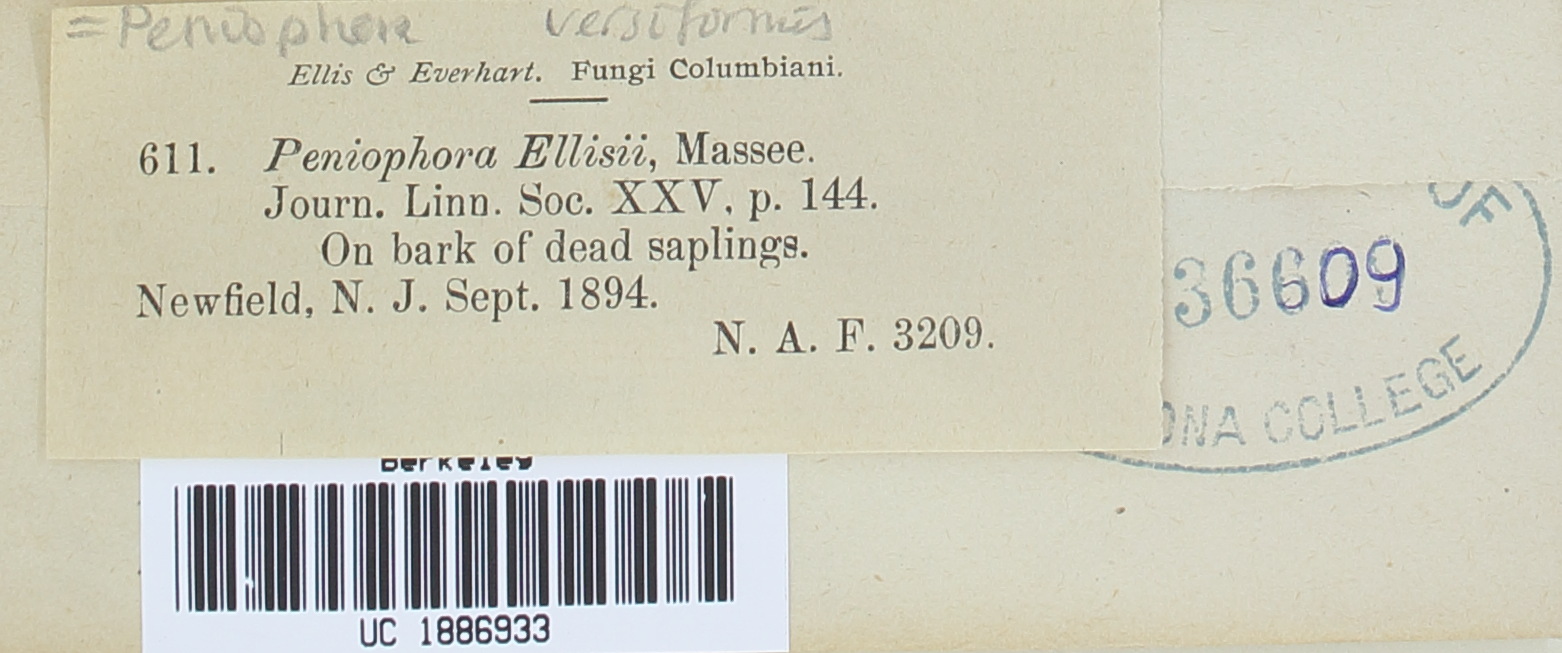 =Peniophora versiformis
Ellis & Everhart. Fungi Columbiani.
611. Peniophora Ellisii, Massee.
Journ. Linn. Soc. XXV, p. 144.
On bark of dead saplings.
Newfield, N. J. Sept. 1894.
N. A. F. 3209.
OF
36609
ONA COLLEGE
Berkeley
UC 1886933